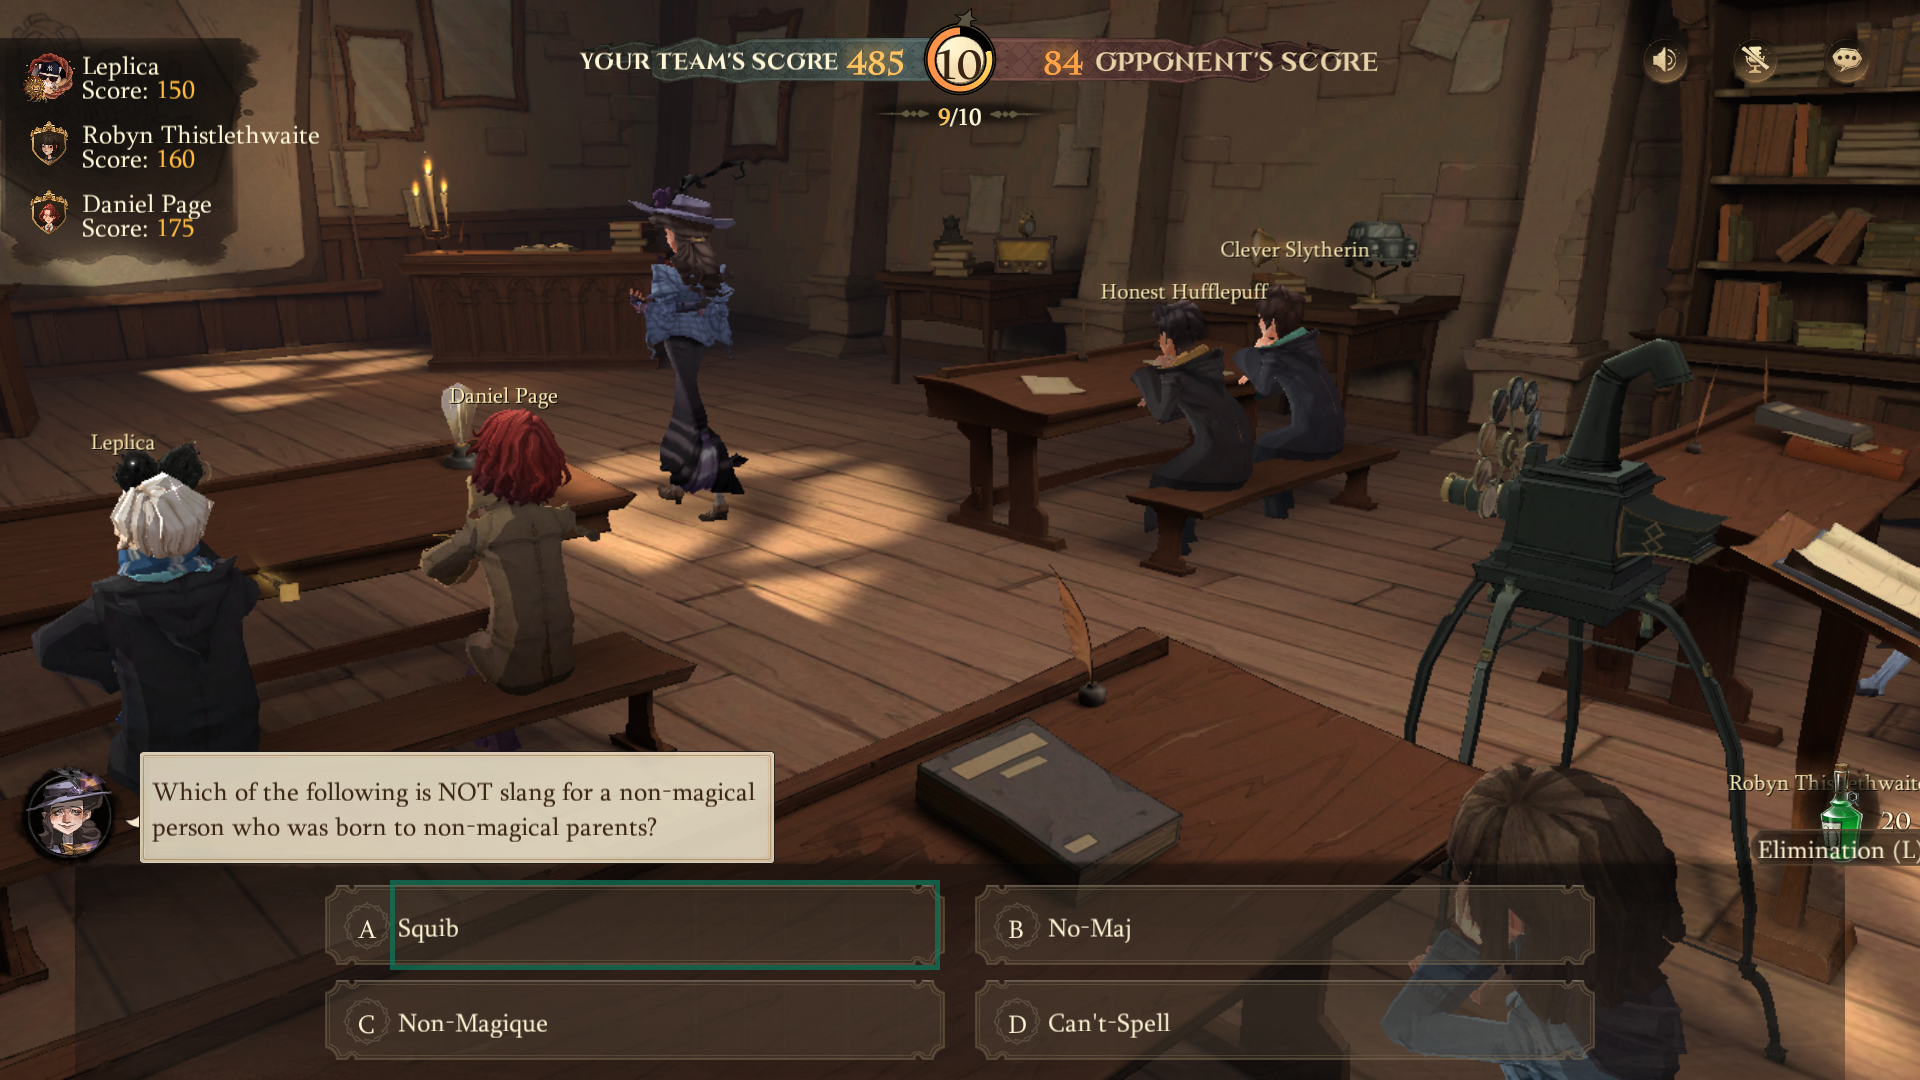 Leplica
Score: 150
Robyn Thistlethwaite
Score: 160
Daniel Page
Score: 175
YOUR TEAM'S SCORE 485
10
84 OPPONENT'S SCORE
9/10
Clever Slytherin
Honest Hufflepuff
Daniel Page
Leplica
Robyn Thistlethwaite
20
Elimination (L)
Which of the following is NOT slang for a non-magical
person who was born to non-magical parents?
A Squib
B No-Maj
C Non-Magique
D Can't-Spell